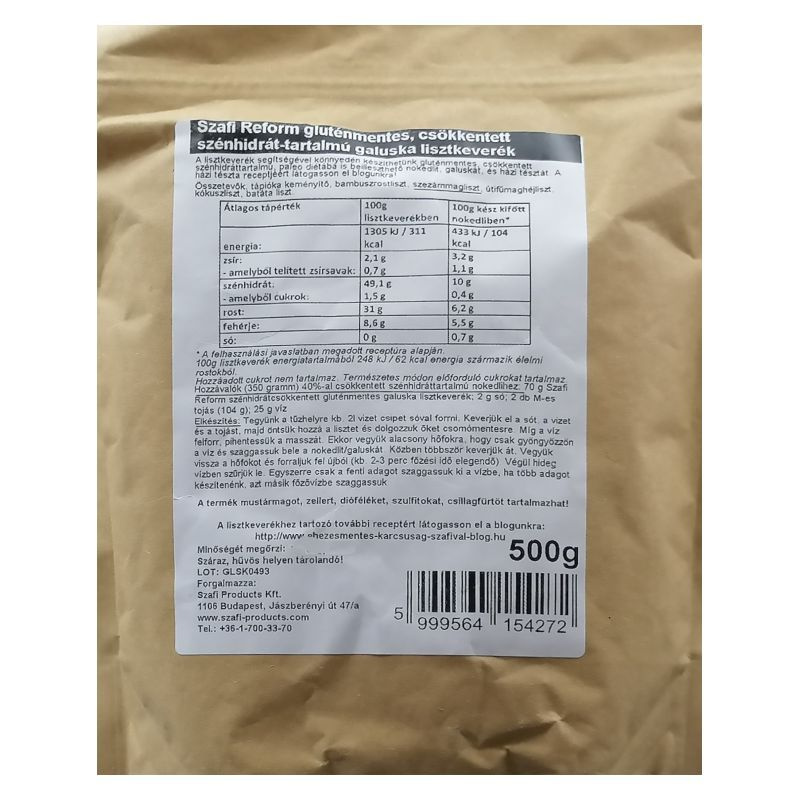 Szafi Reform gluténmentes, csökkentett
szénhidrát-tartalmú galuska lisztkeverék
A lisztkeverék segítségével könnyedén készíthetünk gluténmentes, csökkentett
szénhidráttartalmú, paleo diétába is beilleszthető nokedlit, galuskát, és házi tésztát. A
házi tészta receptjéért látogasson el blogunkra!
Összetevők: tápióka keményítő, bambuszrostliszt, szezámmagliszt, útifűmaghéjliszt,
kókuszliszt, batáta liszt
Átlagos tápérték 100g lisztkeverékben 100g kész kifőtt nokedliben*
energia: 1305 kJ / 311 kcal 433 kJ / 104 kcal
zsír: 2,1 g 3,2 g
- amelyből telített zsírsavak: 0,7 g 1,1 g
szénhidrát: 49,1 g 10 g
- amelyből cukrok: 1,5 g 0,4 g
rost: 31 g 6,2 g
fehérje: 8,6 g 5,5 g
só: 0 g 0,7 g
* A felhasználási javaslatban megadott receptúra alapján.
100g lisztkeverék energiatartalmából 248 kJ / 62 kcal energia származik élelmi
rostokból.
Hozzáadott cukrot nem tartalmaz. Természetes módon előforduló cukrokat tartalmaz.
Hozzávalók (350 gramm) 40%-al csökkentett szénhidráttartalmú nokedlihez: 70 g Szafi
Reform szénhidrátcsökkentett gluténmentes galuska lisztkeverék; 2 g só; 2 db M-es
tojás (104 g); 25 g víz
Elkészítés: Tegyünk a tűzhelyre kb. 2l vizet csipet sóval forrni. Keverjük el a sót, a vizet
és a tojást, majd öntsük hozzá a lisztet és dolgozzuk őket csomómentesre. Míg a víz
felforr, pihentessük a masszát. Ekkor vegyük alacsony hőfokra, hogy csak gyöngyözzön
a víz és szaggassuk bele a nokedlit/galuskát. Közben többször keverjük át. Vegyük
vissza a hőfokot és forraljuk fel újból (kb. 2-3 perc főzési idő elegendő) Végül hideg
vízben szűrjük le. Egyszerre csak a fenti adagot szaggassuk ki a vízbe, ha több adagot
készítenénk, azt másik főzővízbe szaggassuk
A termék mustármagot, zellert, dióféléket, szulfitokat, csillagfürtöt tartalmazhat!
A lisztkeverékhez tartozó további receptért látogasson el a blogunkra:
http://www.ehezesmentes-karcsusag-szafival-blog.hu
Minőségét megőrzi:
Száraz, hűvös helyen tárolandó!
LOT: GLSK0493
Forgalmazza:
Szafi Products Kft.
1106 Budapest, Jászberényi út 47/a
www.szafi-products.com
Tel.: +36-1-700-33-70
500g
5 999564 154272